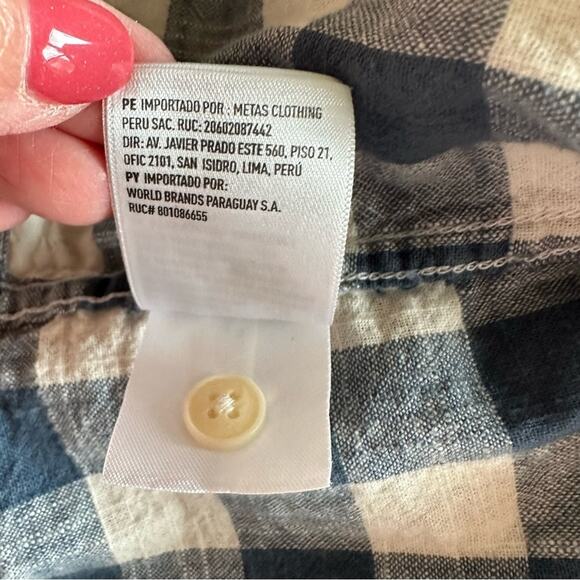 PE IMPORTADO POR : METAS CLOTHING
PERU SAC. RUC: 20602087442
DIR: AV. JAVIER PRADO ESTE 560, PISO 21,
OFIC 2101, SAN ISIDRO, LIMA, PERÚ
PY IMPORTADO POR:
WORLD BRANDS PARAGUAY S.A.
RUC# 801086655